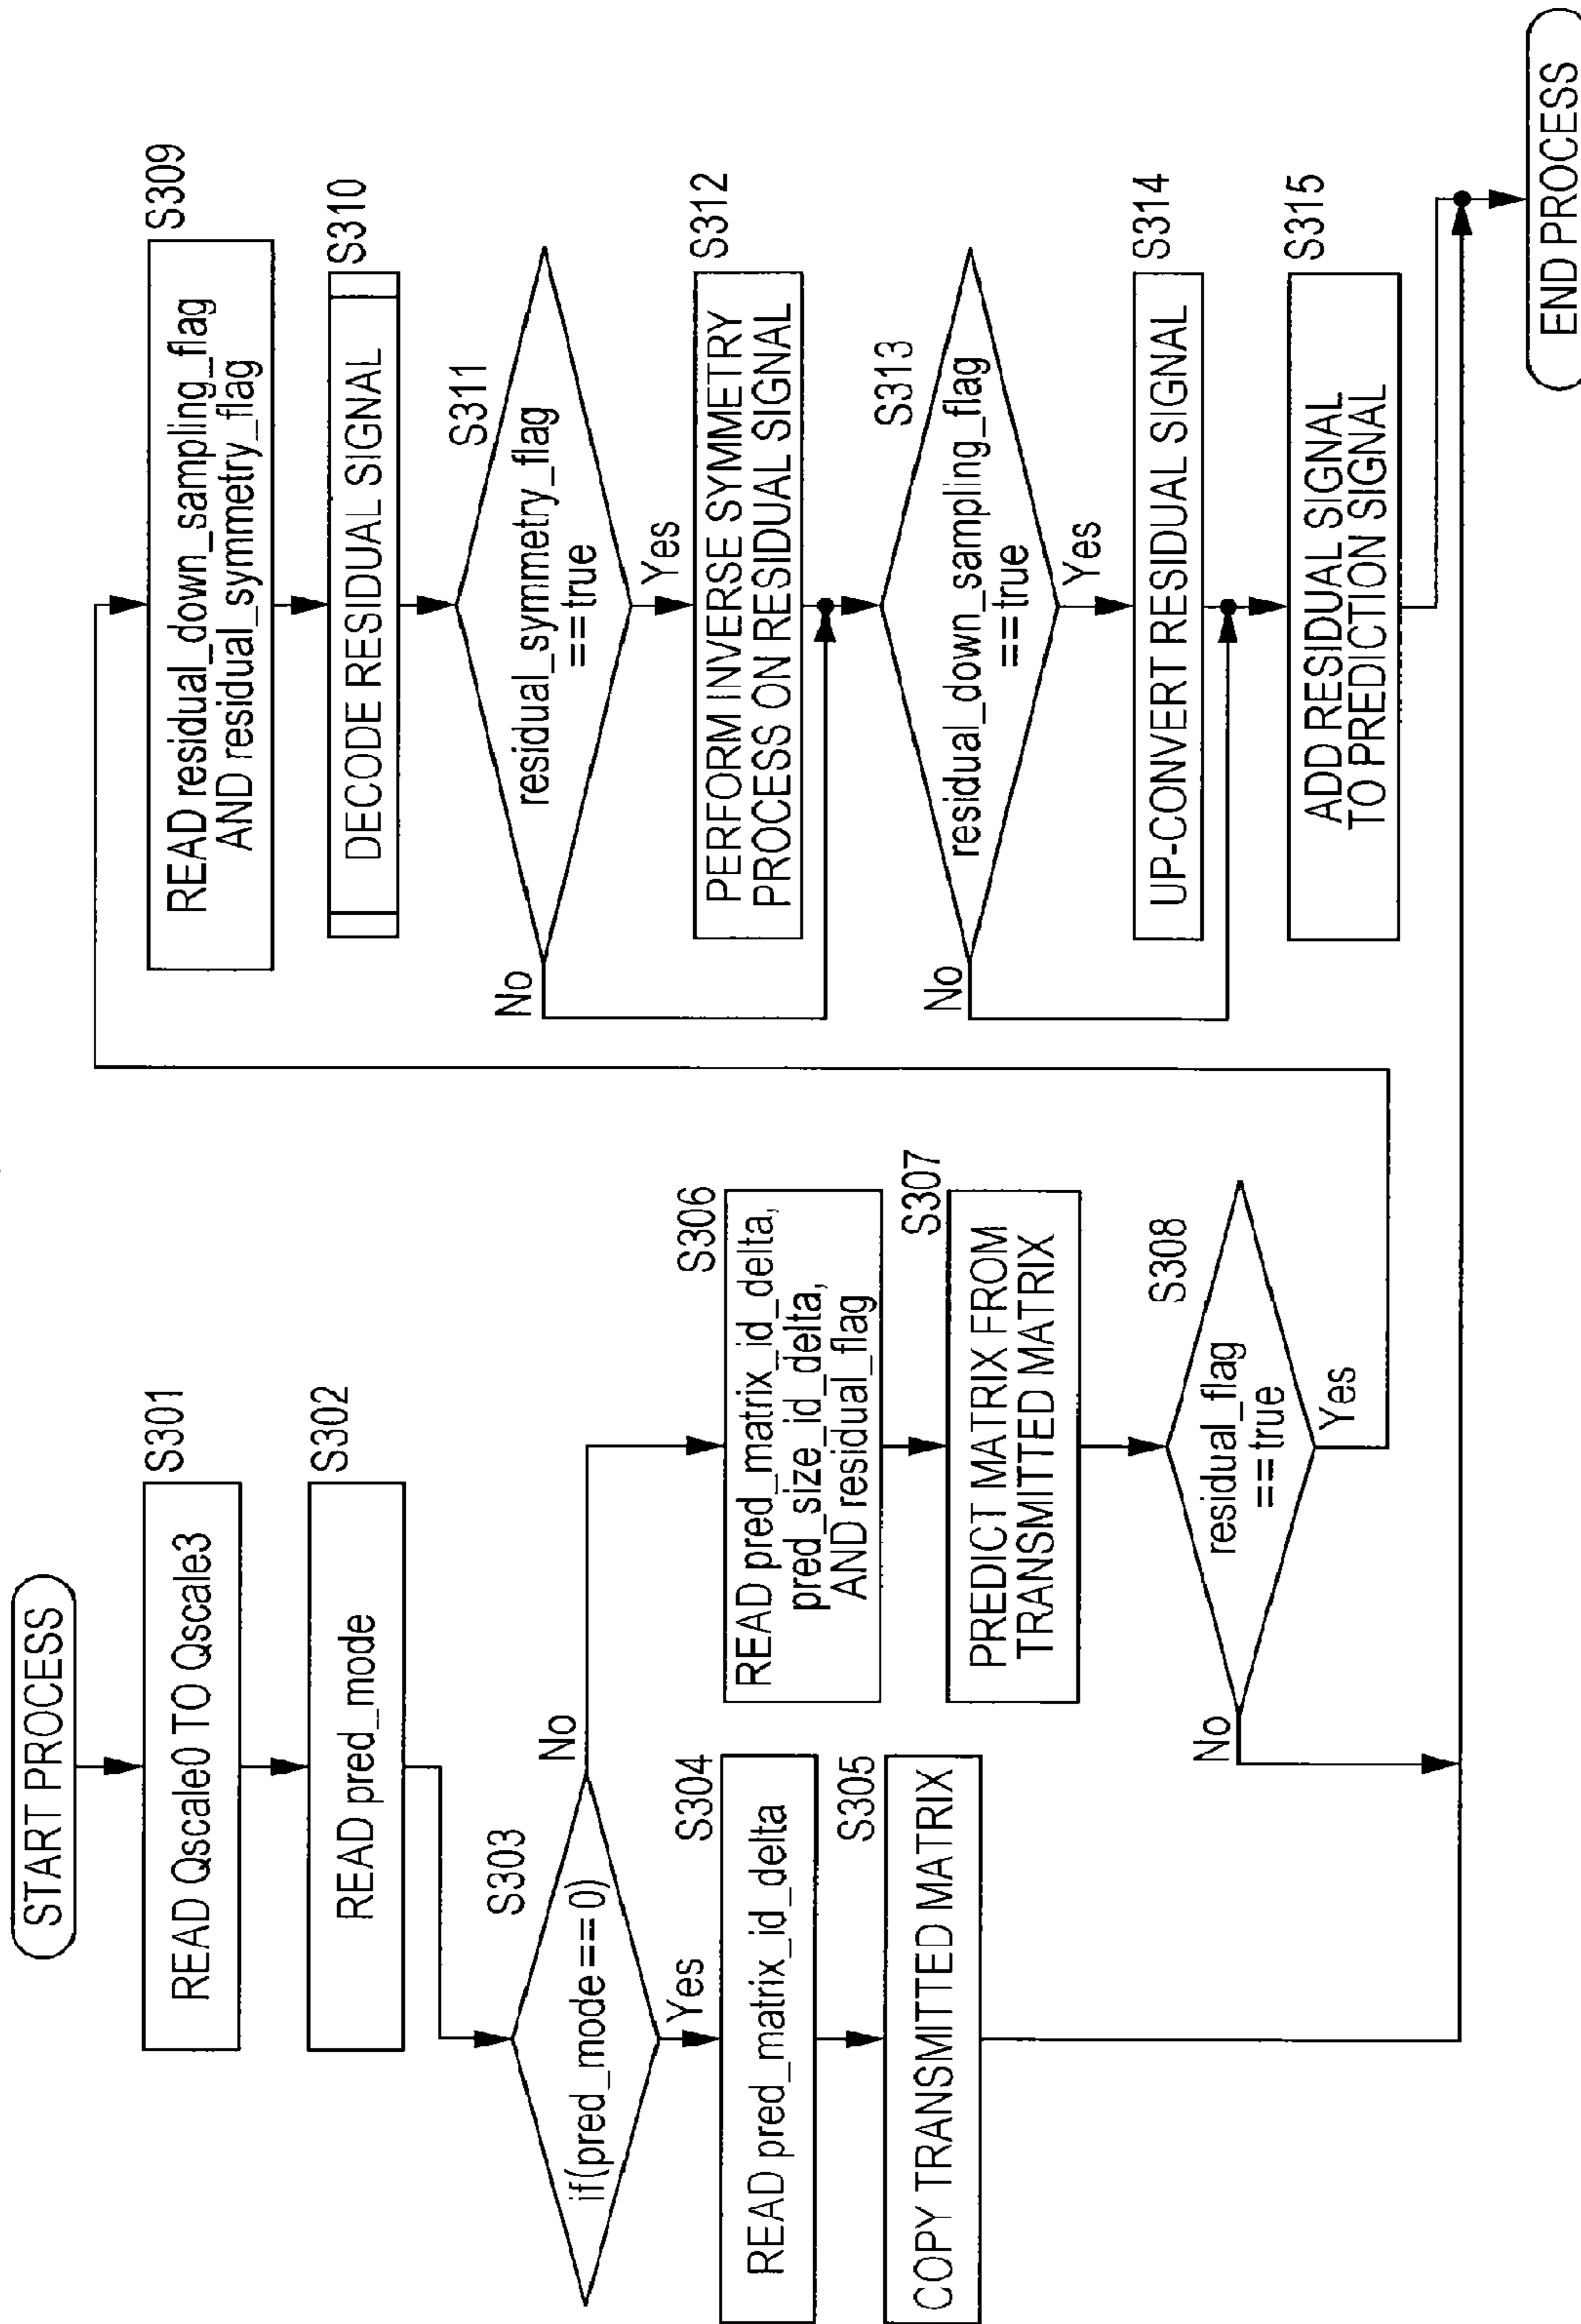 START PROCESS
S301
READ Qscale0 TO Qscale3
S302
READ pred_mode
S303
if(pred_mode==0)
Yes
No
S304
READ pred_matrix_id_delta
S305
COPY TRANSMITTED MATRIX
S306
READ pred_matrix_id_delta,
pred_size_id_delta,
AND residual_flag
S307
PREDICT MATRIX FROM
TRANSMITTED MATRIX
S308
residual_flag
==true
No
Yes
S309
READ residual_down_sampling_flag
AND residual_symmetry_flag
S310
DECODE RESIDUAL SIGNAL
S311
residual_symmetry_flag
==true
No
Yes
S312
PERFORM INVERSE SYMMETRY
PROCESS ON RESIDUAL SIGNAL
S313
residual_down_sampling_flag
==true
No
Yes
S314
UP-CONVERT RESIDUAL SIGNAL
S315
ADD RESIDUAL SIGNAL
TO PREDICTION SIGNAL
END PROCESS